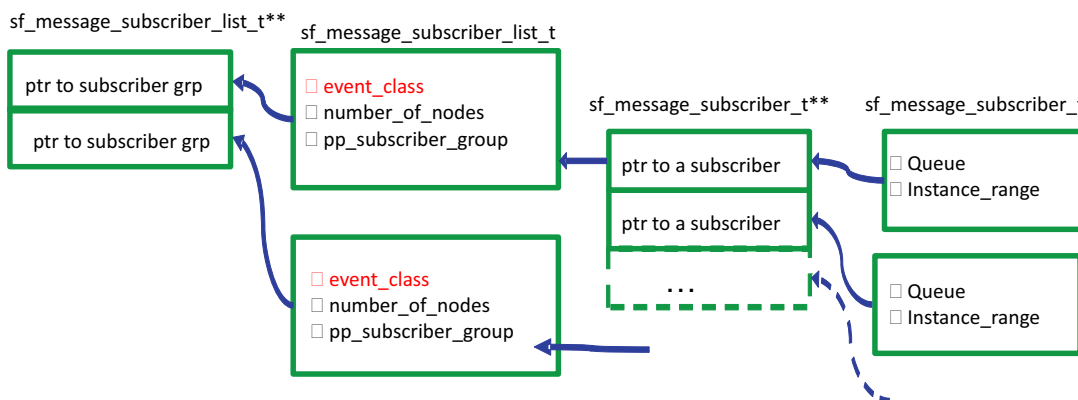 sf_message_subscriber_list_t**
ptr to subscriber grp
ptr to subscriber grp
sf_message_subscriber_list_t
event_class
number_of_nodes
pp_subscriber_group
event_class
number_of_nodes
pp_subscriber_group
sf_message_subscriber_t**
ptr to a subscriber
ptr to a subscriber
...
sf_message_subscriber_t
Queue
Instance_range
Queue
Instance_range